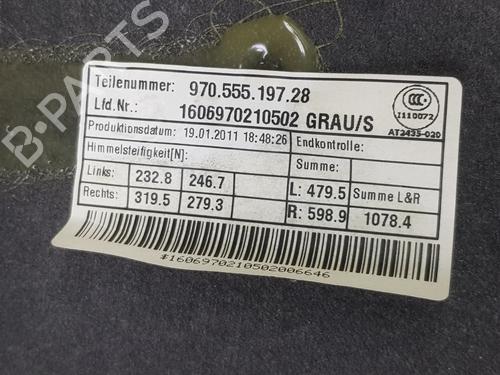 B-PARTS
Teilenummer: 970.555.197.28
Lfd.Nr.: 1606970210502 GRAU/S
CCC
I110072
AT2435-020
Produktionsdatum: 19.01.2011 18:48:26
Endkontrolle:
Himmelsteifigkeit[N]:
Summe:
Links: 232.8 246.7 L: 479.5 Summe L&R
Rechts: 319.5 279.3 R: 598.9 1078.4
#1606970210502006646